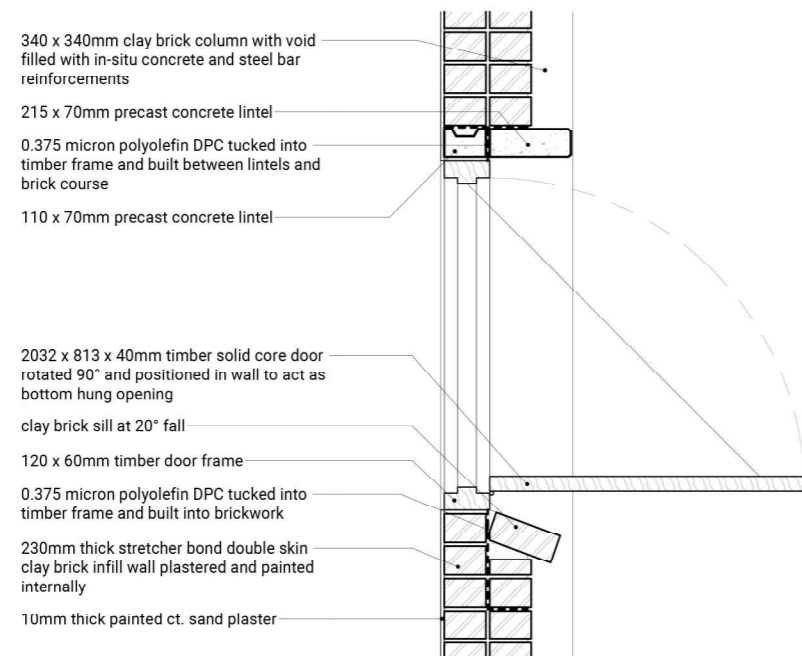 340 x 340mm clay brick column with void
filled with in-situ concrete and steel bar
reinforcements
215 x 70mm precast concrete lintel
0.375 micron polyolefin DPC tucked into
timber frame and built between lintels and
brick course
110 x 70mm precast concrete lintel
2032 x 813 x 40mm timber solid core door
rotated 90° and positioned in wall to act as
bottom hung opening
clay brick sill at 20° fall
120 x 60mm timber door frame
0.375 micron polyolefin DPC tucked into
timber frame and built into brickwork
230mm thick stretcher bond double skin
clay brick infill wall plastered and painted
internally
10mm thick painted ct. sand plaster